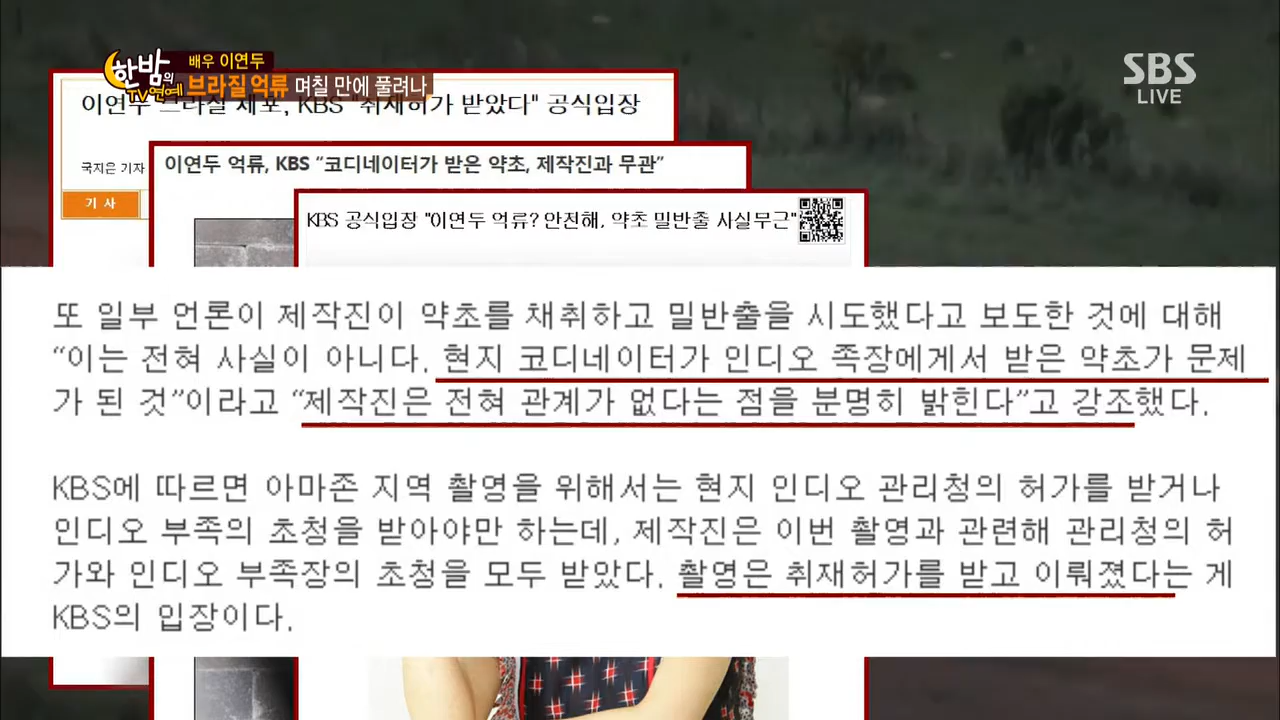 한밤의
TV연예
배우 이연두
브라질 억류 며칠 만에 풀려나
SBS
LIVE
이연두 브라질 체포, KBS "취재허가 받았다" 공식입장
국지은 기자
기 사
이연두 억류, KBS “코디네이터가 받은 약초, 제작진과 무관”
KBS 공식입장 "이연두 억류? 안전해, 약초 밀반출 사실무근"
또 일부 언론이 제작진이 약초를 채취하고 밀반출을 시도했다고 보도한 것에 대해
“이는 전혀 사실이 아니다. 현지 코디네이터가 인디오 족장에게서 받은 약초가 문제
가 된 것”이라고 “제작진은 전혀 관계가 없다는 점을 분명히 밝힌다”고 강조했다.
KBS에 따르면 아마존 지역 촬영을 위해서는 현지 인디오 관리청의 허가를 받거나
인디오 부족의 초청을 받아야만 하는데, 제작진은 이번 촬영과 관련해 관리청의 허
가와 인디오 부족장의 초청을 모두 받았다. 촬영은 취재허가를 받고 이뤄졌다는 게
KBS의 입장이다.